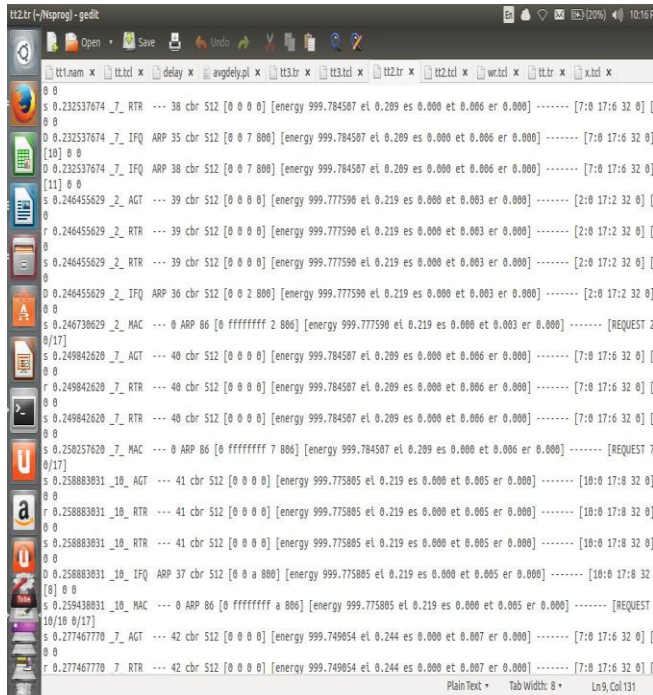 tt2.tr (~/Nsprog) - gedit
En (20%) 10:16 P
Open Save Undo
tt1.nam x tt.tcl x delay x avgdely.pl x tt3.tr x tt3.tcl x tt2.tr x tt2.tcl x wr.tcl x tt.tr x x.tcl x
0 0
s 0.232537674 _7_ RTR --- 38 cbr 512 [0 0 0 0] [energy 999.784507 ei 0.209 es 0.000 et 0.006 er 0.000] ------- [7:0 17:6 32 0] [
0 0
D 0.232537674 _7_ IFQ ARP 35 cbr 512 [0 0 7 800] [energy 999.784507 ei 0.209 es 0.000 et 0.006 er 0.000] ------- [7:0 17:6 32 0]
[10] 0 0
D 0.232537674 _7_ IFQ ARP 38 cbr 512 [0 0 7 800] [energy 999.784507 ei 0.209 es 0.000 et 0.006 er 0.000] ------- [7:0 17:6 32 0]
[11] 0 0
s 0.246455629 _2_ AGT --- 39 cbr 512 [0 0 0 0] [energy 999.777590 ei 0.219 es 0.000 et 0.003 er 0.000] ------- [2:0 17:2 32 0] [
0
r 0.246455629 _2_ RTR --- 39 cbr 512 [0 0 0 0] [energy 999.777590 ei 0.219 es 0.000 et 0.003 er 0.000] ------- [2:0 17:2 32 0] [
0
s 0.246455629 _2_ RTR --- 39 cbr 512 [0 0 0 0] [energy 999.777590 ei 0.219 es 0.000 et 0.003 er 0.000] ------- [2:0 17:2 32 0] [
0
D 0.246455629 _2_ IFQ ARP 36 cbr 512 [0 0 2 800] [energy 999.777590 ei 0.219 es 0.000 et 0.003 er 0.000] ------- [2:0 17:2 32 0]
0 0
s 0.246730629 _2_ MAC --- 0 ARP 86 [0 ffffffff 2 806] [energy 999.777590 ei 0.219 es 0.000 et 0.003 er 0.000] ------- [REQUEST 2
0/17]
s 0.249842620 _7_ AGT --- 40 cbr 512 [0 0 0 0] [energy 999.784507 ei 0.209 es 0.000 et 0.006 er 0.000] ------- [7:0 17:6 32 0] [
0 0
r 0.249842620 _7_ RTR --- 40 cbr 512 [0 0 0 0] [energy 999.784507 ei 0.209 es 0.000 et 0.006 er 0.000] ------- [7:0 17:6 32 0] [
0 0
s 0.249842620 _7_ RTR --- 40 cbr 512 [0 0 0 0] [energy 999.784507 ei 0.209 es 0.000 et 0.006 er 0.000] ------- [7:0 17:6 32 0] [
0 0
s 0.250257620 _7_ MAC --- 0 ARP 86 [0 ffffffff 7 806] [energy 999.784507 ei 0.209 es 0.000 et 0.006 er 0.000] ------- [REQUEST 7
0/17]
s 0.258883031 _10_ AGT --- 41 cbr 512 [0 0 0 0] [energy 999.775805 ei 0.219 es 0.000 et 0.005 er 0.000] ------- [10:0 17:8 32 0]
0 0
r 0.258883031 _10_ RTR --- 41 cbr 512 [0 0 0 0] [energy 999.775805 ei 0.219 es 0.000 et 0.005 er 0.000] ------- [10:0 17:8 32 0]
0 0
s 0.258883031 _10_ RTR --- 41 cbr 512 [0 0 0 0] [energy 999.775805 ei 0.219 es 0.000 et 0.005 er 0.000] ------- [10:0 17:8 32 0]
0 0
D 0.258883031 _10_ IFQ ARP 37 cbr 512 [0 0 a 800] [energy 999.775805 ei 0.219 es 0.000 et 0.005 er 0.000] ------- [10:0 17:8 32
[8] 0 0
s 0.259438031 _10_ MAC --- 0 ARP 86 [0 ffffffff a 806] [energy 999.775805 ei 0.219 es 0.000 et 0.005 er 0.000] ------- [REQUEST
10/10 0/17]
s 0.277467770 _7_ AGT --- 42 cbr 512 [0 0 0 0] [energy 999.749054 ei 0.244 es 0.000 et 0.007 er 0.000] ------- [7:0 17:6 32 0] [
0 0
r 0.277467770 _7_ RTR --- 42 cbr 512 [0 0 0 0] [energy 999.749054 ei 0.244 es 0.000 et 0.007 er 0.000] ------- [7:0 17:6 32 0] [
Plain Text Tab Width: 8 Ln 9, Col 131